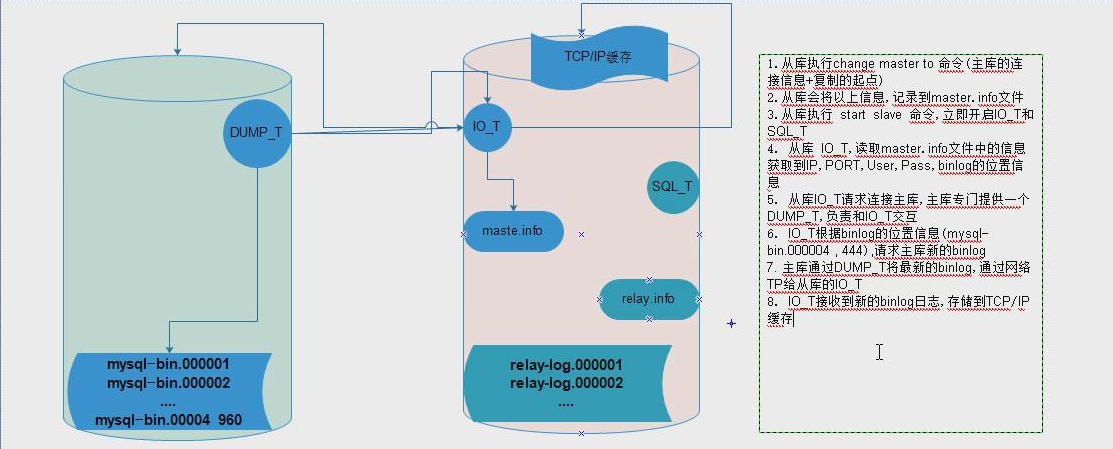 TCP/IP缓存
DUMP_T
IO_T
SQL_T
maste.info
relay.info
mysql-bin.000001
mysql-bin.000002
....
mysql-bin.00004 960
relay-log.000001
relay-log.000002
....
1. 从库执行change master to 命令(主库的连
接信息+复制的起点)
2. 从库会将以上信息, 记录到master.info文件
3. 从库执行 start slave 命令, 立即开启IO_T和
SQL_T
4. 从库 IO_T, 读取master.info文件中的信息
获取到IP, PORT, User, Pass, binlog的位置信
息
5. 从库IO_T请求连接主库, 主库专门提供一个
DUMP_T, 负责和IO_T交互
6. IO_T根据binlog的位置信息(mysql-
bin.000004 , 444), 请求主库新的binlog
7. 主库通过DUMP_T将最新的binlog, 通过网络
TP给从库的IO_T
8. IO_T接收到新的binlog日志, 存储到TCP/IP
缓存